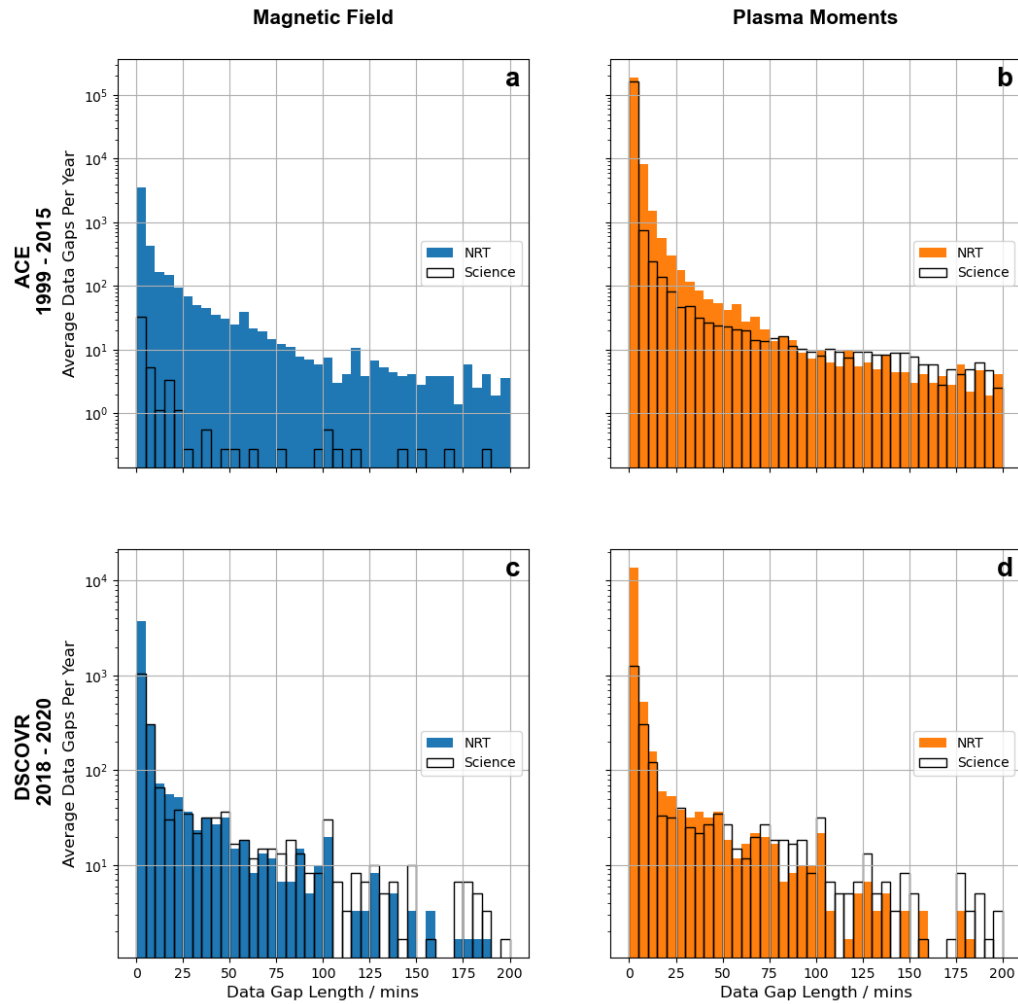 Magnetic Field
Plasma Moments
ACE
1999 - 2015
Average Data Gaps Per Year
10^5
10^4
10^3
10^2
10^1
10^0
a
NRT
Science
b
NRT
Science
DSCOVR
2018 - 2020
Average Data Gaps Per Year
10^4
10^3
10^2
10^1
c
NRT
Science
0 25 50 75 100 125 150 175 200
Data Gap Length / mins
d
NRT
Science
0 25 50 75 100 125 150 175 200
Data Gap Length / mins